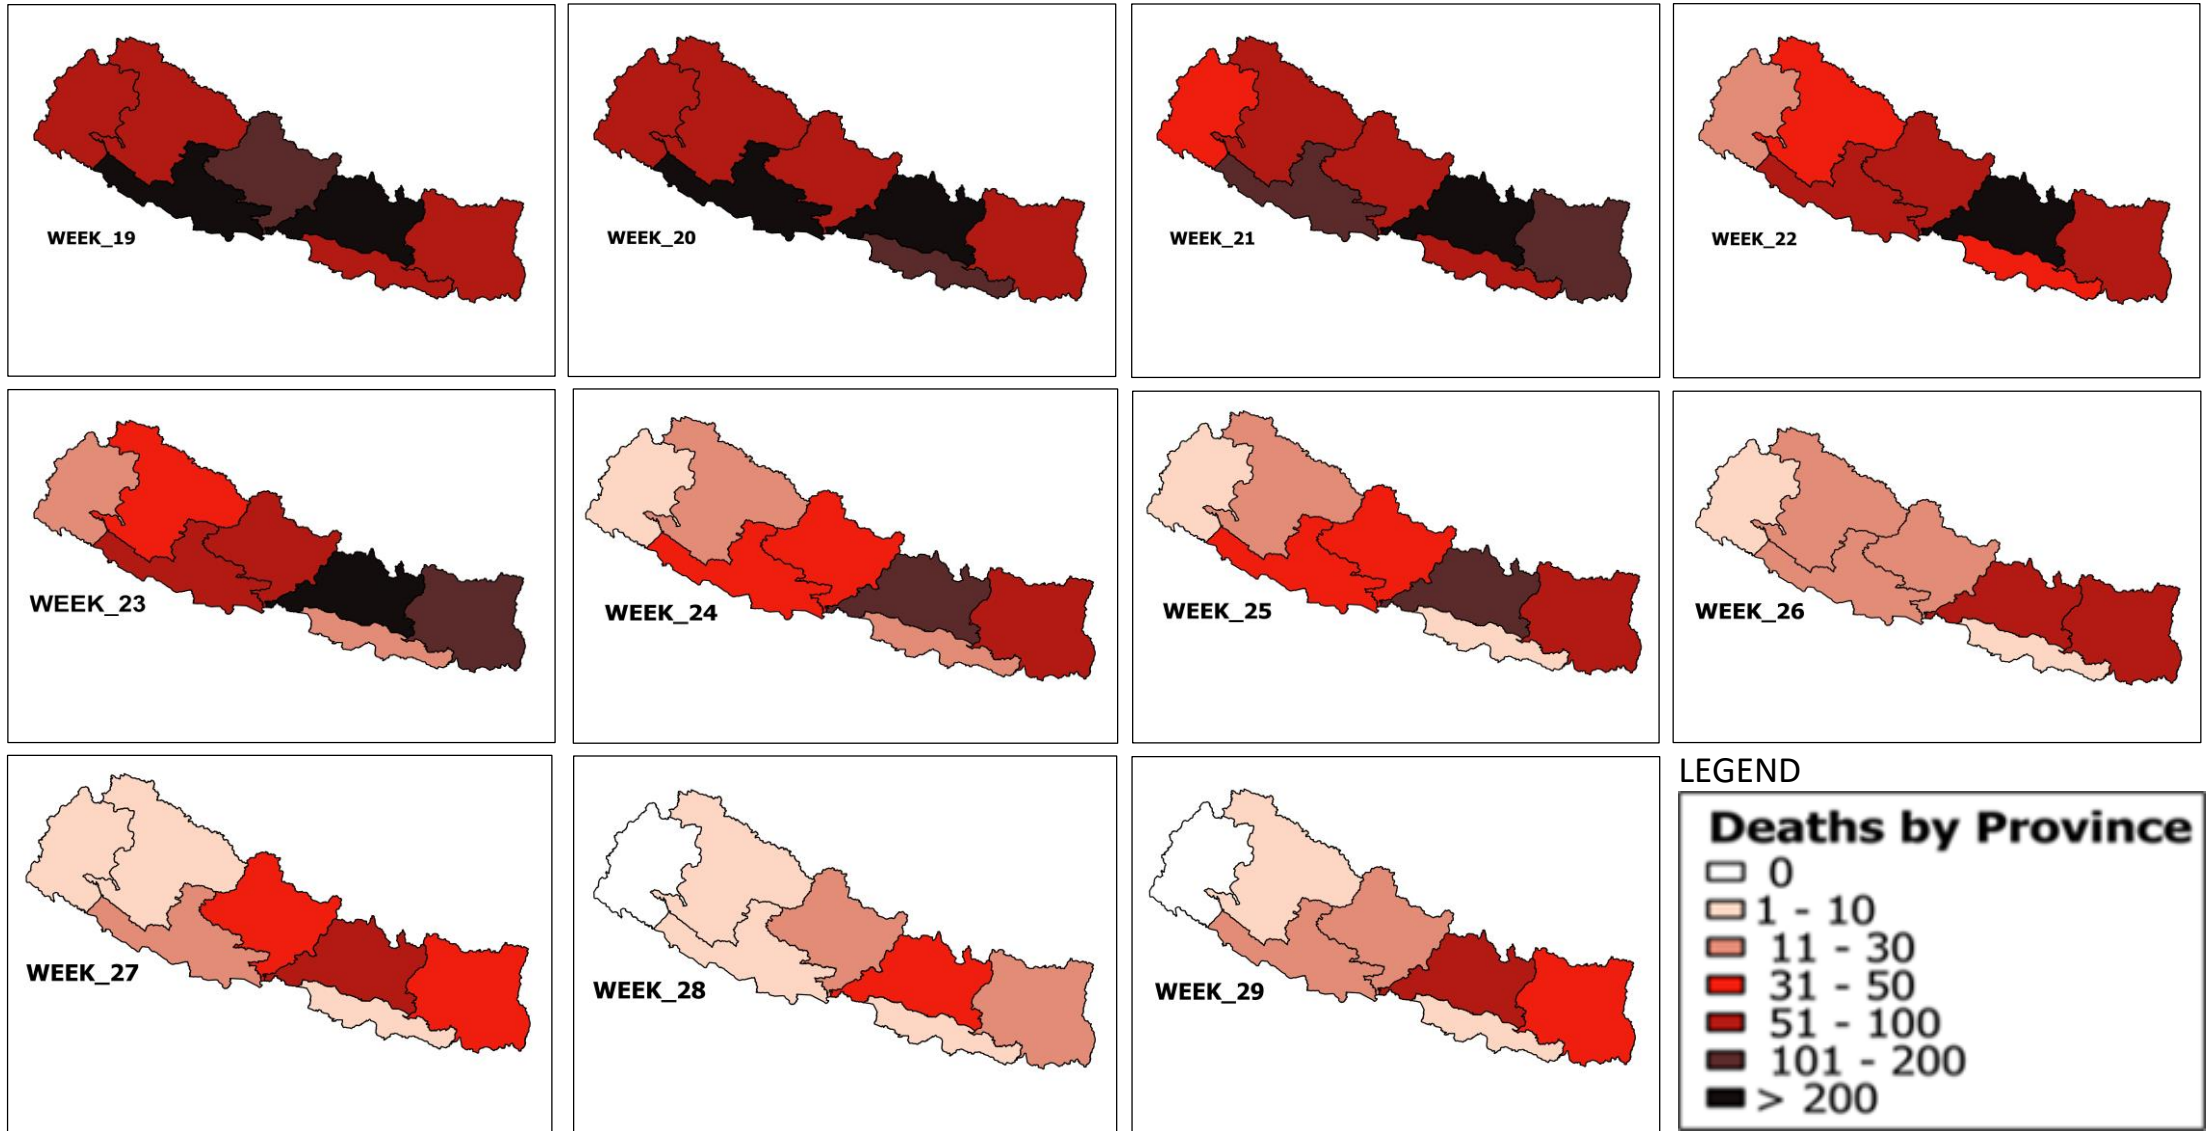 WEEK_19
WEEK_20
WEEK_21
WEEK_22
WEEK_23
WEEK_24
WEEK_25
WEEK_26
WEEK_27
WEEK_28
WEEK_29
LEGEND
Deaths by Province
0
1 - 10
11 - 30
31 - 50
51 - 100
101 - 200
> 200